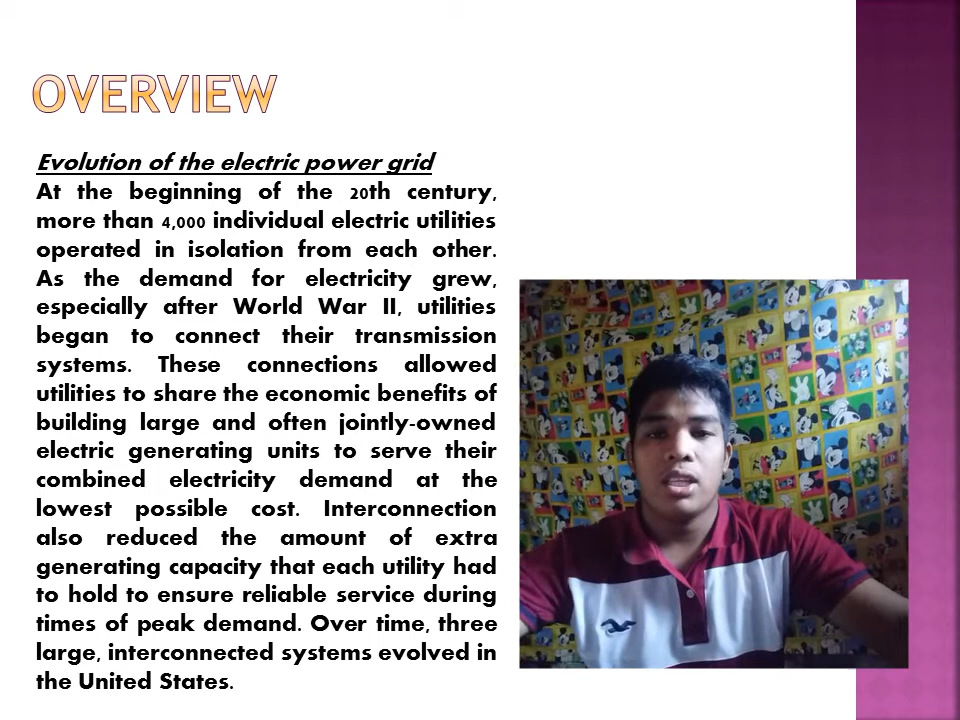 OVERVIEW
Evolution of the electric power grid
At the beginning of the 20th century,
more than 4,000 individual electric utilities
operated in isolation from each other.
As the demand for electricity grew,
especially after World War II, utilities
began to connect their transmission
systems. These connections allowed
utilities to share the economic benefits of
building large and often jointly-owned
electric generating units to serve their
combined electricity demand at the
lowest possible cost. Interconnection
also reduced the amount of extra
generating capacity that each utility had
to hold to ensure reliable service during
times of peak demand. Over time, three
large, interconnected systems evolved in
the United States.